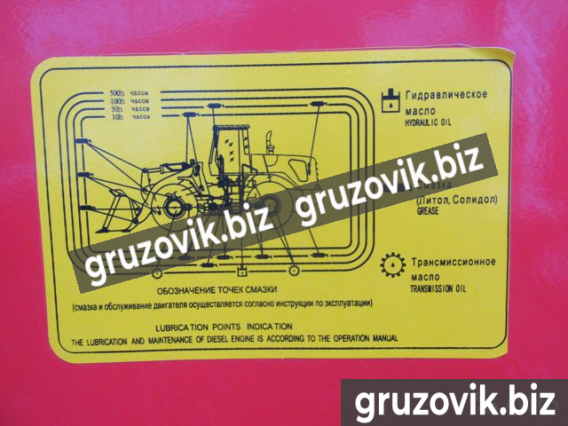 500h часов
100h часов
50h часов
10h часов
Гидравлическое
масло
HYDRAULIC OIL
gruzovik.biz gruzovik.biz
Смазка
(Литол, Солидол)
GREASE
Трансмиссионное
масло
TRANSMISSION OIL
ОБОЗНАЧЕНИЕ ТОЧЕК СМАЗКИ
(смазка и обслуживание двигателя осуществляется согласно инструкции по эксплуатации)
LUBRICATION POINTS INDICATION
THE LUBRICATION AND MAINTENANCE OF DIESEL ENGINE IS ACCORDING TO THE OPERATION MANUAL
gruzovik.biz